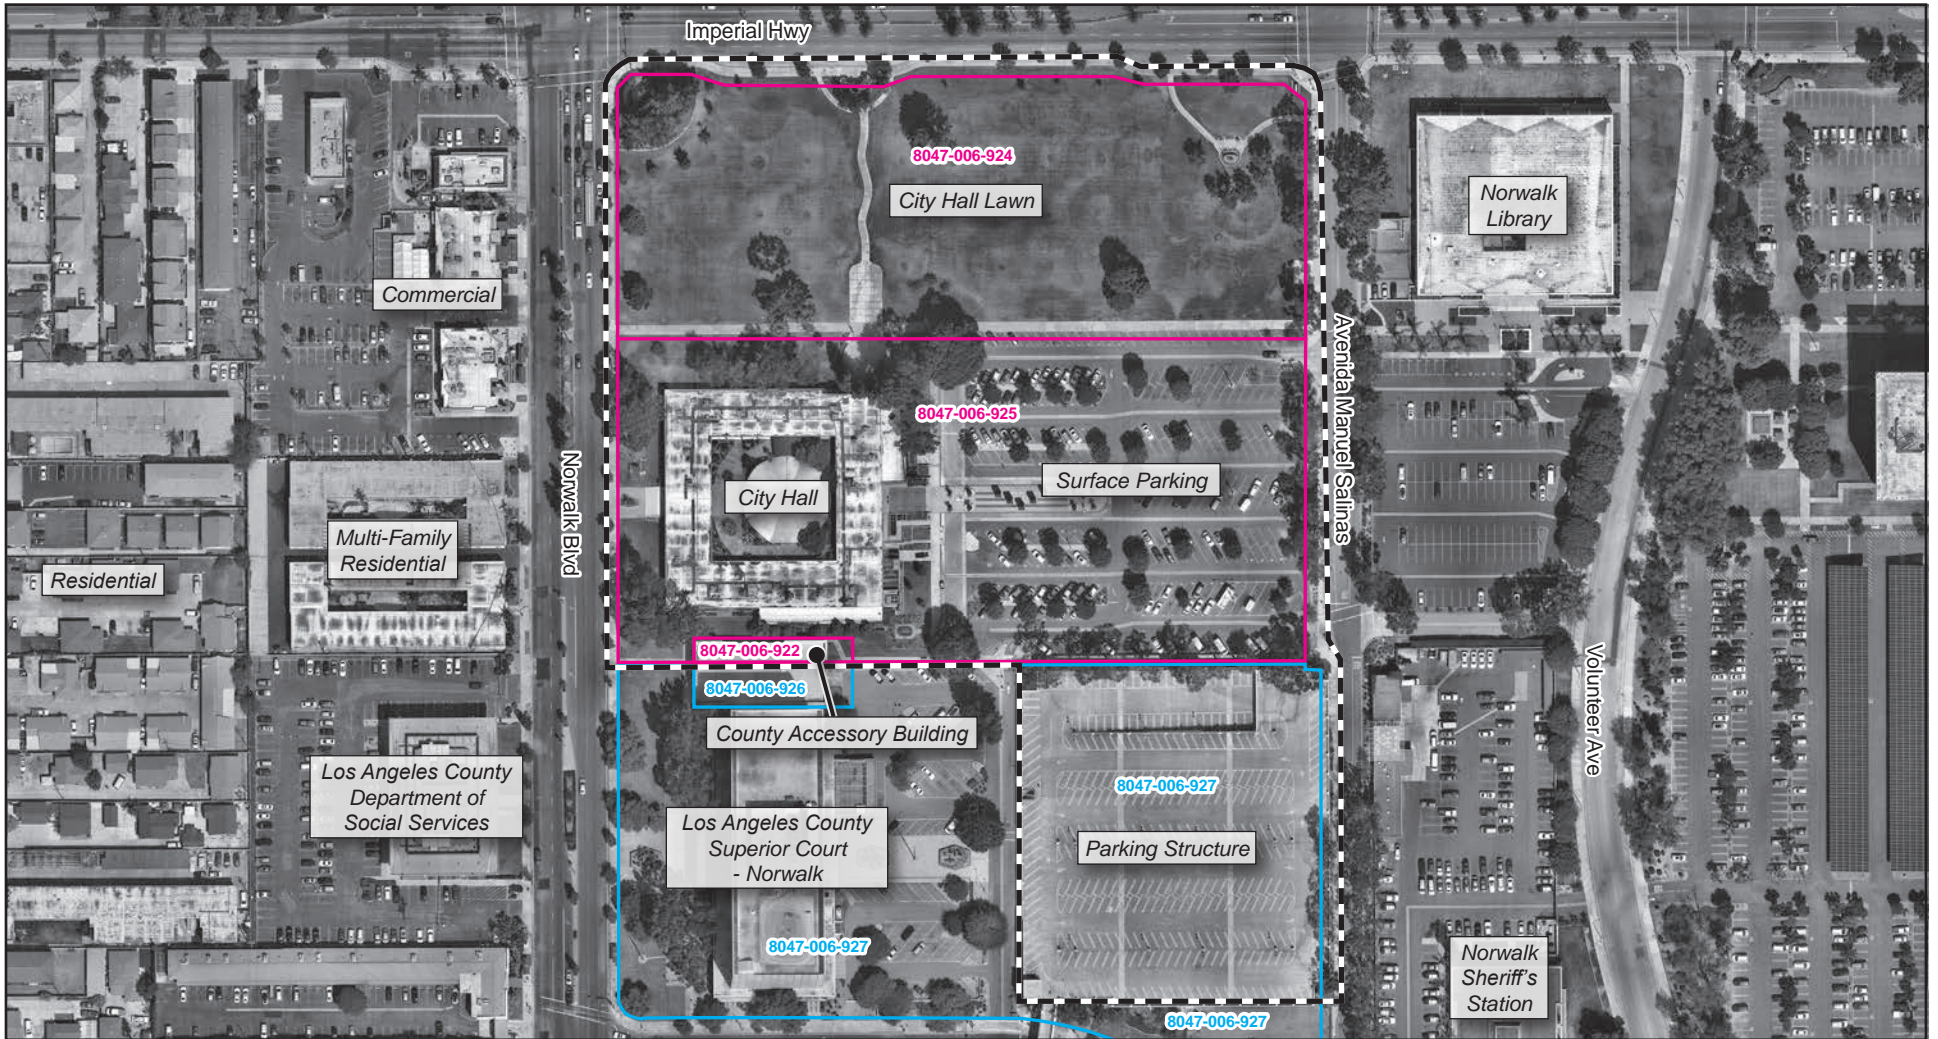 Imperial Hwy
8047-006-924
City Hall Lawn
Norwalk
Library
Commercial
Avenida Manuel Salinas
8047-006-925
Norwalk Blvd
City Hall
Surface Parking
Multi-Family
Residential
Residential
8047-006-922
8047-006-926
Volunteer Ave
County Accessory Building
Los Angeles County
Department of
Social Services
8047-006-927
Los Angeles County
Superior Court
- Norwalk
Parking Structure
8047-006-927
Norwalk
Sheriff's
Station
8047-006-927